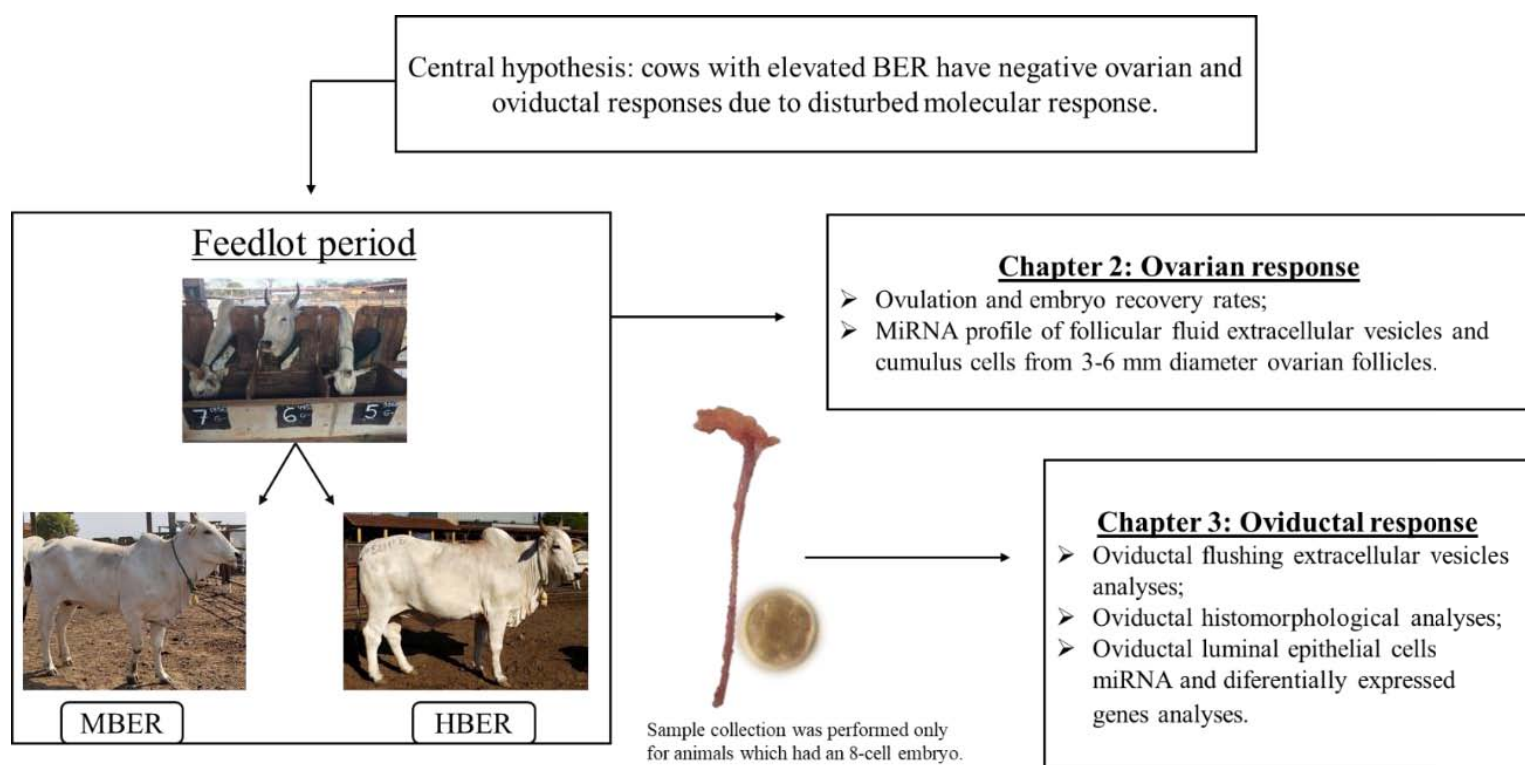 Central hypothesis: cows with elevated BER have negative ovarian and
oviductal responses due to disturbed molecular response.
Feedlot period
7
6
5
MBER
HBER
Chapter 2: Ovarian response
➢ Ovulation and embryo recovery rates;
➢ MiRNA profile of follicular fluid extracellular vesicles and
cumulus cells from 3-6 mm diameter ovarian follicles.
Sample collection was performed only
for animals which had an 8-cell embryo.
Chapter 3: Oviductal response
➢ Oviductal flushing extracellular vesicles
analyses;
➢ Oviductal histomorphological analyses;
➢ Oviductal luminal epithelial cells
miRNA and diferentially expressed
genes analyses.